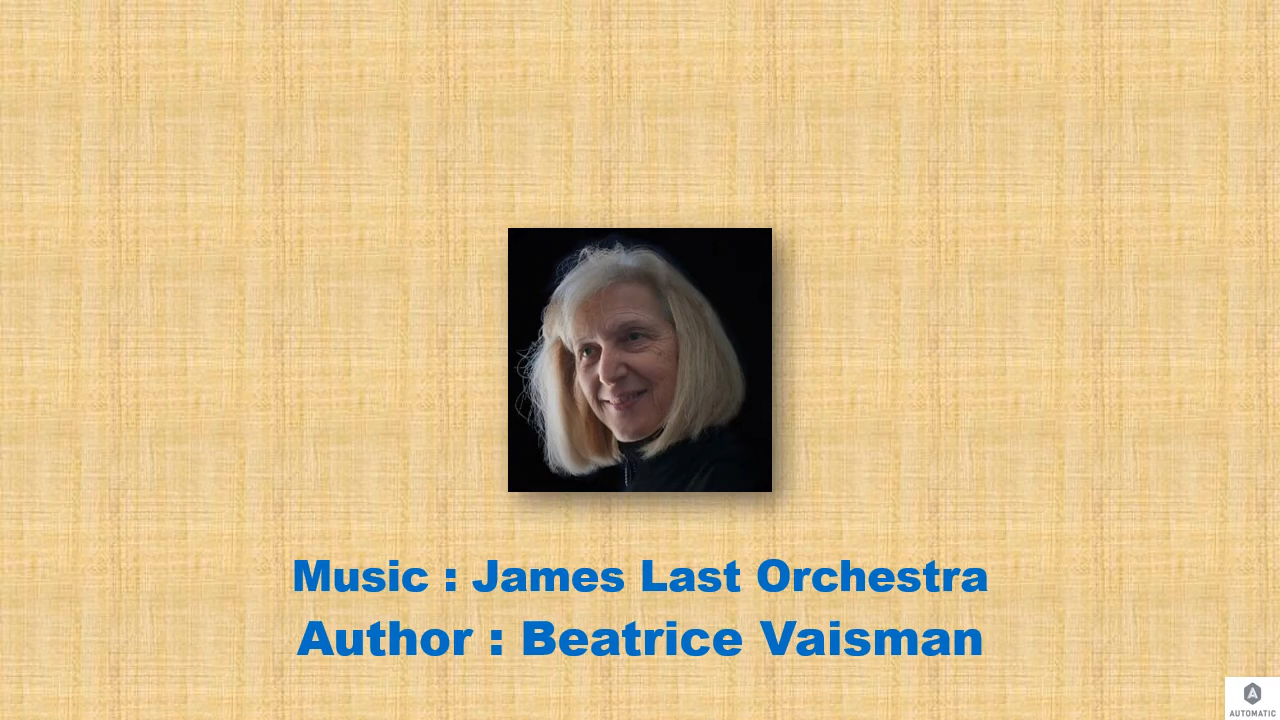 Music : James Last Orchestra
Author : Beatrice Vaisman
A
AUTOMATIC